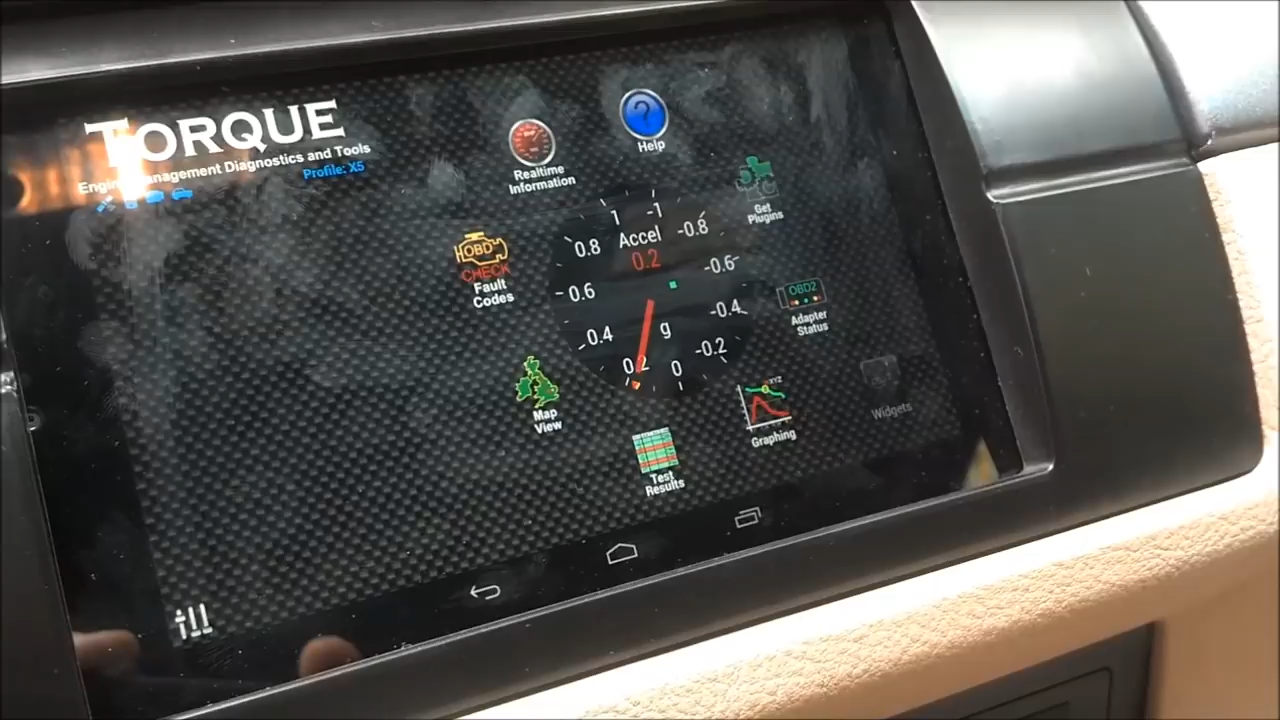 TORQUE
Engine Management Diagnostics and Tools
Profile: X5
Realtime
Information
Help
Get
Plugins
OBD
CHECK
Fault
Codes
OBD2
Adapter
Status
1
-1
0.8
Accel
-0.8
0.2
-0.6
0.6
-0.4
0.4
g
-0.2
0.2
0
Map
View
XYZ
Graphing
Widgets
Test
Results